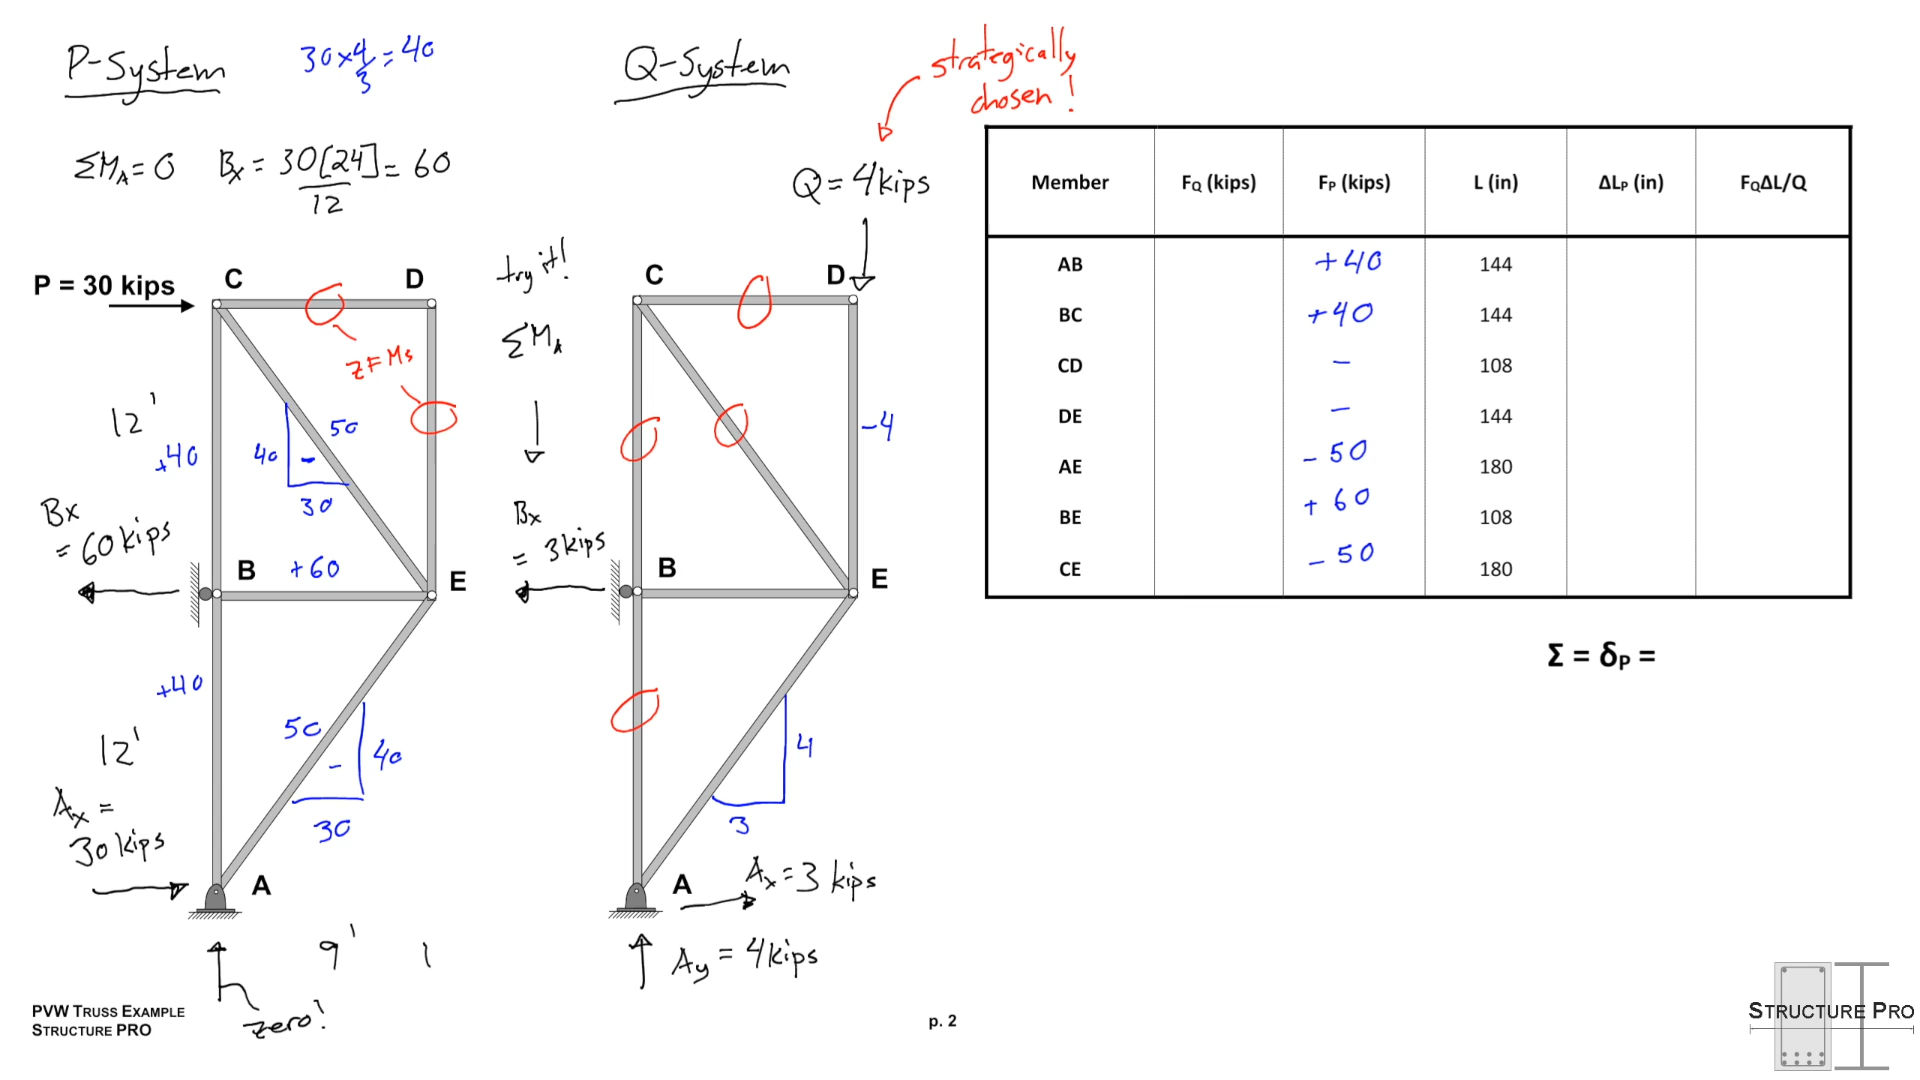 P-System
30 x 4/3 = 40
ΣM_A = 0 Bx = 30[24]/12 = 60
P = 30 kips
C
D
ZFMs
12'
+40
50
40
-
30
Bx
= 60 kips
B
+60
E
+40
12'
50
-
40
30
Ax =
30 kips
A
9'
zero!
Q-System
strategically
chosen!
Q = 4 kips
try it!
ΣM_A
C
D
-4
Bx
= 3 kips
B
E
4
3
A
Ax = 3 kips
Ay = 4 kips
Member FQ (kips) FP (kips) L (in) ΔLP (in) FQΔL/Q
AB +40 144
BC +40 144
CD - 108
DE - 144
AE - 50 180
BE + 60 108
CE - 50 180
Σ = δP =
PVW TRUSS EXAMPLE
STRUCTURE PRO
p. 2
STRUCTURE PRO